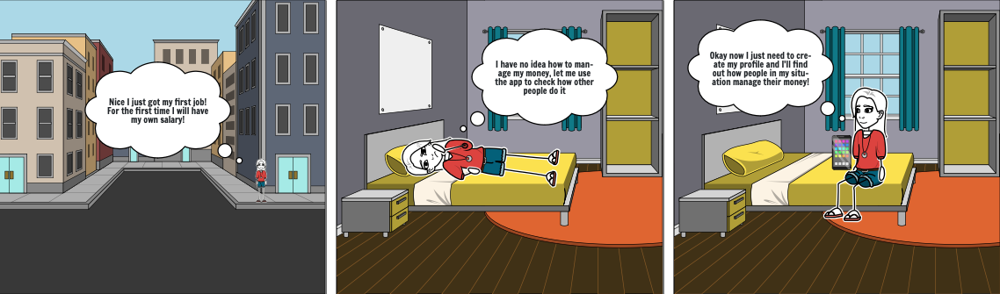 Nice I just got my first job!
For the first time I will have
my own salary!
I have no idea how to man-
age my money, let me use
the app to check how other
people do it
Okay now I just need to cre-
ate my profile and I'll find
out how people in my situ-
ation manage their money!